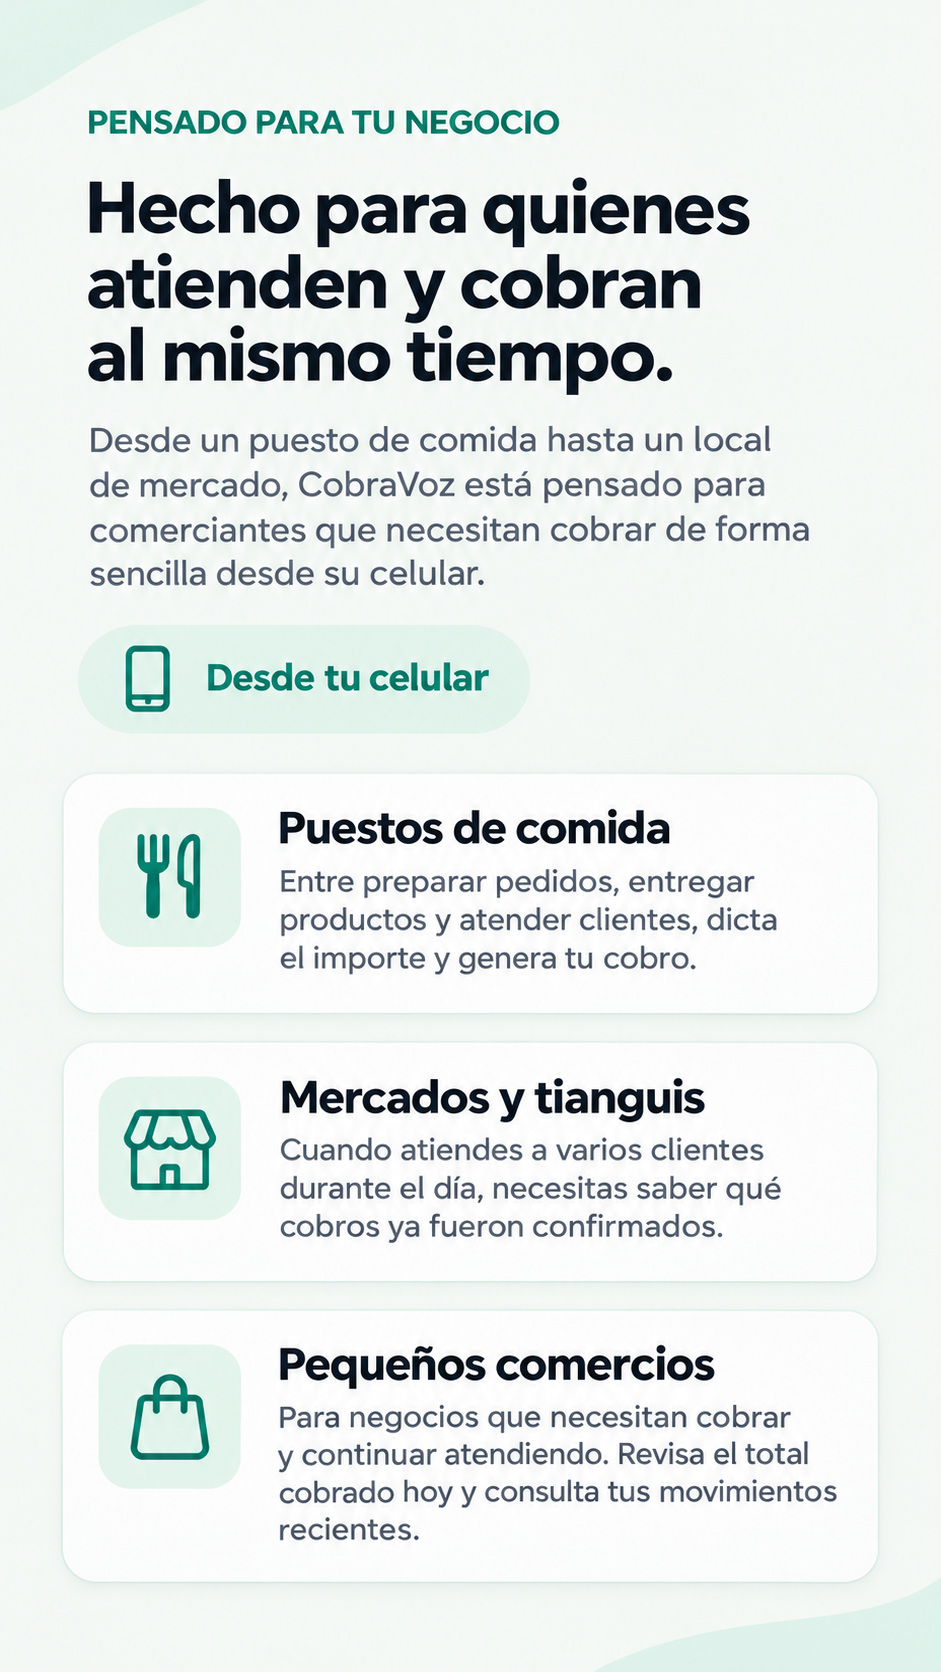 PENSADO PARA TU NEGOCIO
Hecho para quienes
atienden y cobran
al mismo tiempo.
Desde un puesto de comida hasta un local
de mercado, CobraVoz está pensado para
comerciantes que necesitan cobrar de forma
sencilla desde su celular.
Desde tu celular
Puestos de comida
Entre preparar pedidos, entregar
productos y atender clientes, dicta
el importe y genera tu cobro.
Mercados y tianguis
Cuando atiendes a varios clientes
durante el día, necesitas saber qué
cobros ya fueron confirmados.
Pequeños comercios
Para negocios que necesitan cobrar
y continuar atendiendo. Revisa el total
cobrado hoy y consulta tus movimientos
recientes.